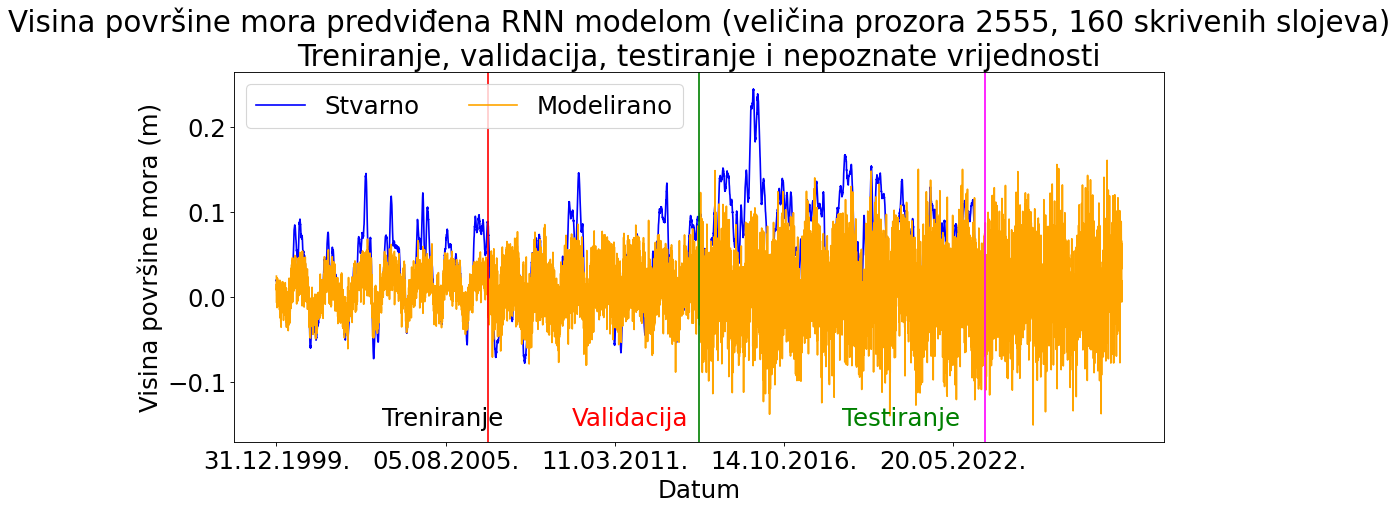 Visina površine mora predviđena RNN modelom (veličina prozora 2555, 160 skrivenih slojeva)
Treniranje, validacija, testiranje i nepoznate vrijednosti
Stvarno Modelirano
Visina površine mora (m)
0.2
0.1
0.0
−0.1
Treniranje Validacija Testiranje
31.12.1999. 05.08.2005. 11.03.2011. 14.10.2016. 20.05.2022.
Datum